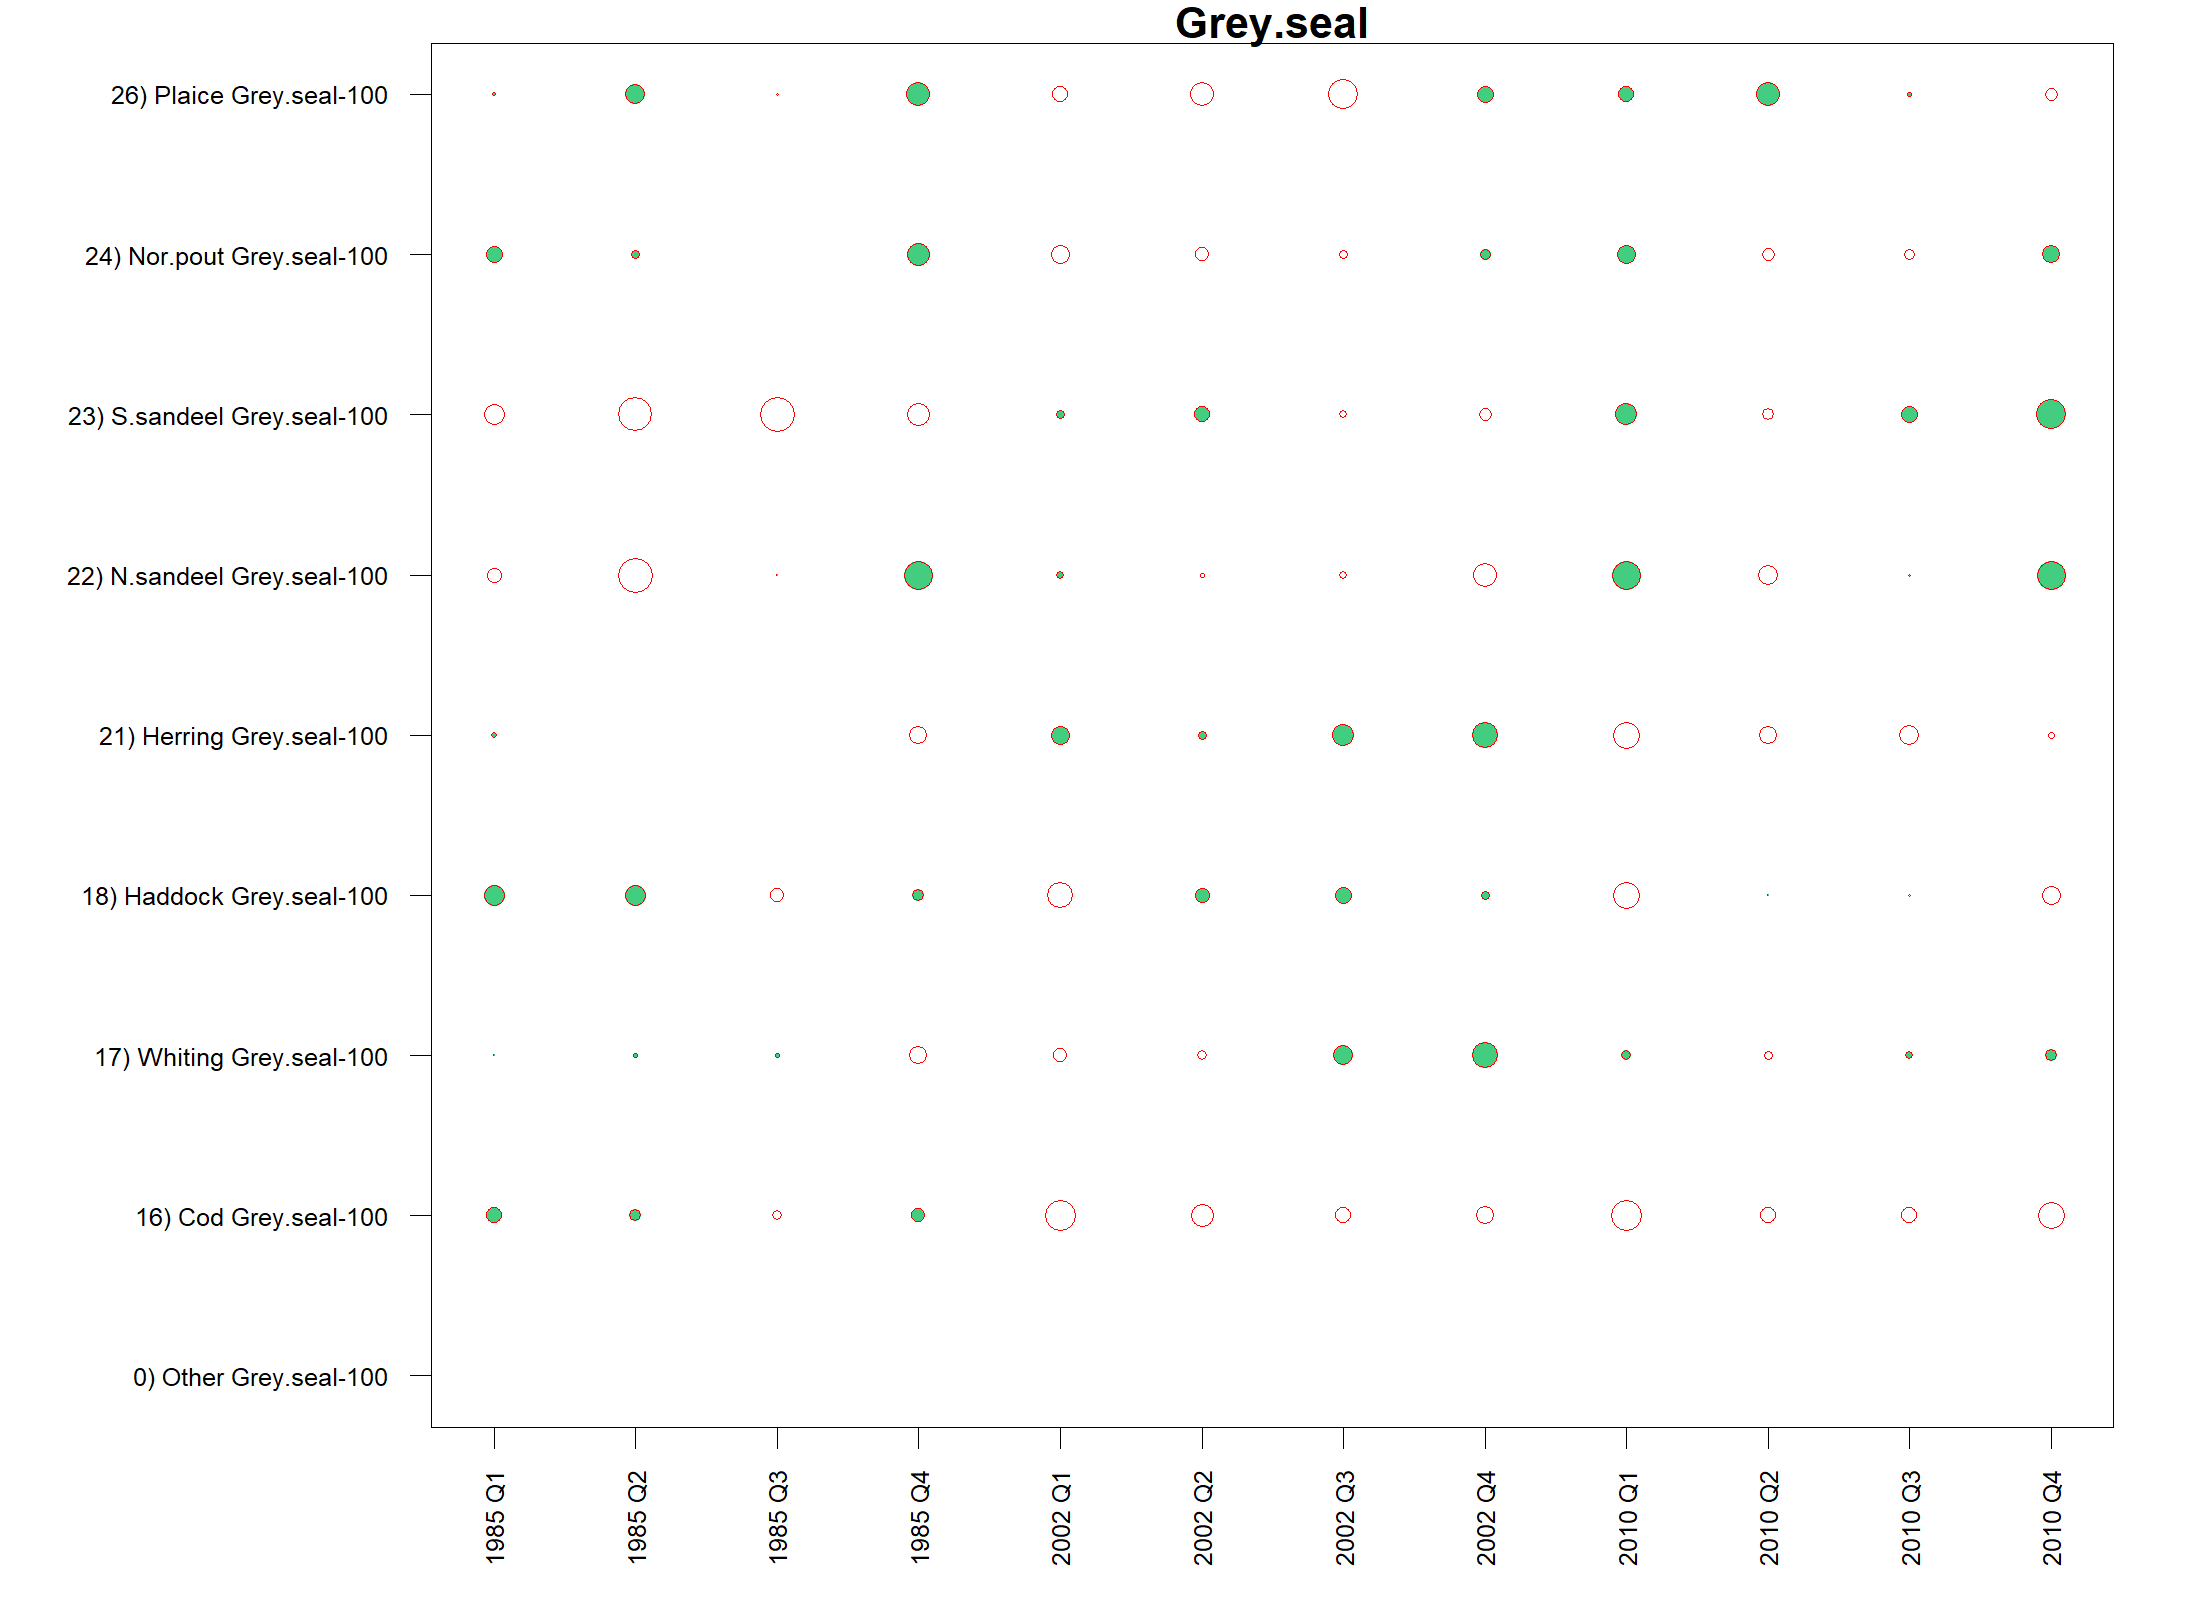 Grey.seal
26) Plaice Grey.seal-100
24) Nor.pout Grey.seal-100
23) S.sandeel Grey.seal-100
22) N.sandeel Grey.seal-100
21) Herring Grey.seal-100
18) Haddock Grey.seal-100
17) Whiting Grey.seal-100
16) Cod Grey.seal-100
0) Other Grey.seal-100
1985 Q1
1985 Q2
1985 Q3
1985 Q4
2002 Q1
2002 Q2
2002 Q3
2002 Q4
2010 Q1
2010 Q2
2010 Q3
2010 Q4